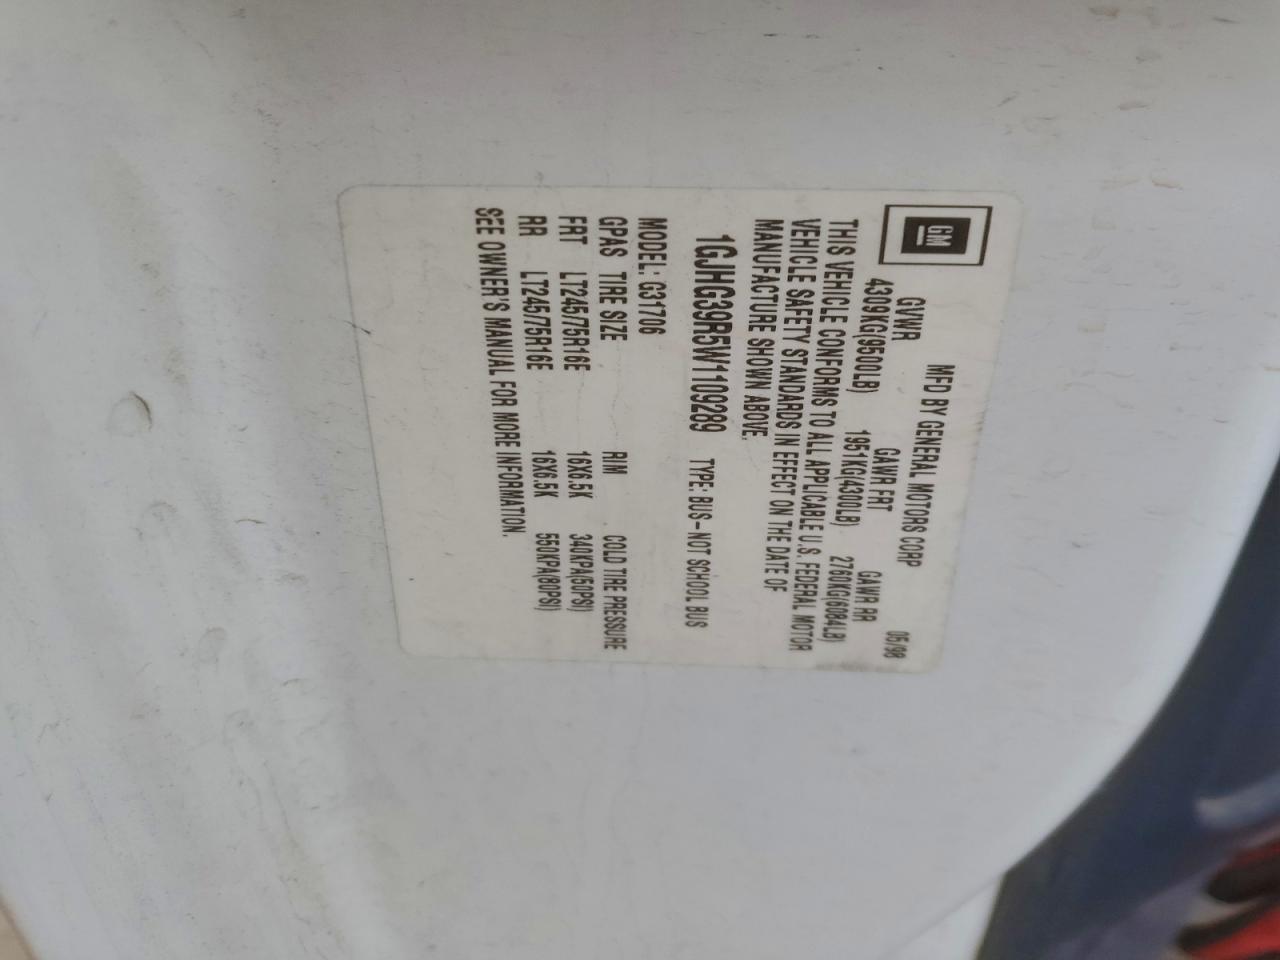 GM
MFD BY GENERAL MOTORS CORP 05/98
GVWR GAWR FRT GAWR RR
4309KG(9500LB) 1951KG(4300LB) 2760KG(6084LB)
THIS VEHICLE CONFORMS TO ALL APPLICABLE U.S. FEDERAL MOTOR
VEHICLE SAFETY STANDARDS IN EFFECT ON THE DATE OF
MANUFACTURE SHOWN ABOVE.
1GJHG39R5W1109289 TYPE: BUS-NOT SCHOOL BUS
MODEL: G31706
GPAS TIRE SIZE RIM COLD TIRE PRESSURE
FRT LT245/75R16E 16X6.5K 340KPA(50PSI)
RR LT245/75R16E 16X6.5K 550KPA(80PSI)
SEE OWNER'S MANUAL FOR MORE INFORMATION.